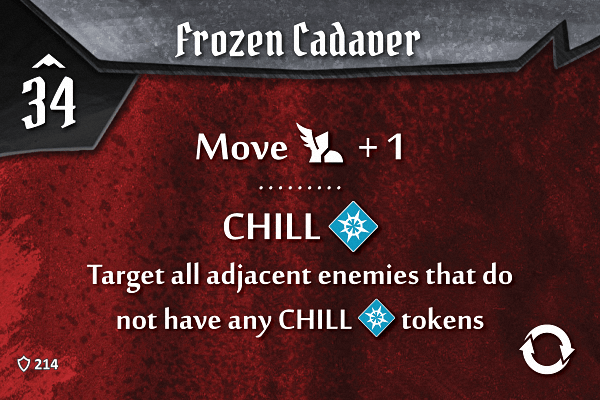 Frozen Cadaver
34
Move + 1
CHILL
Target all adjacent enemies that do
not have any CHILL tokens
214